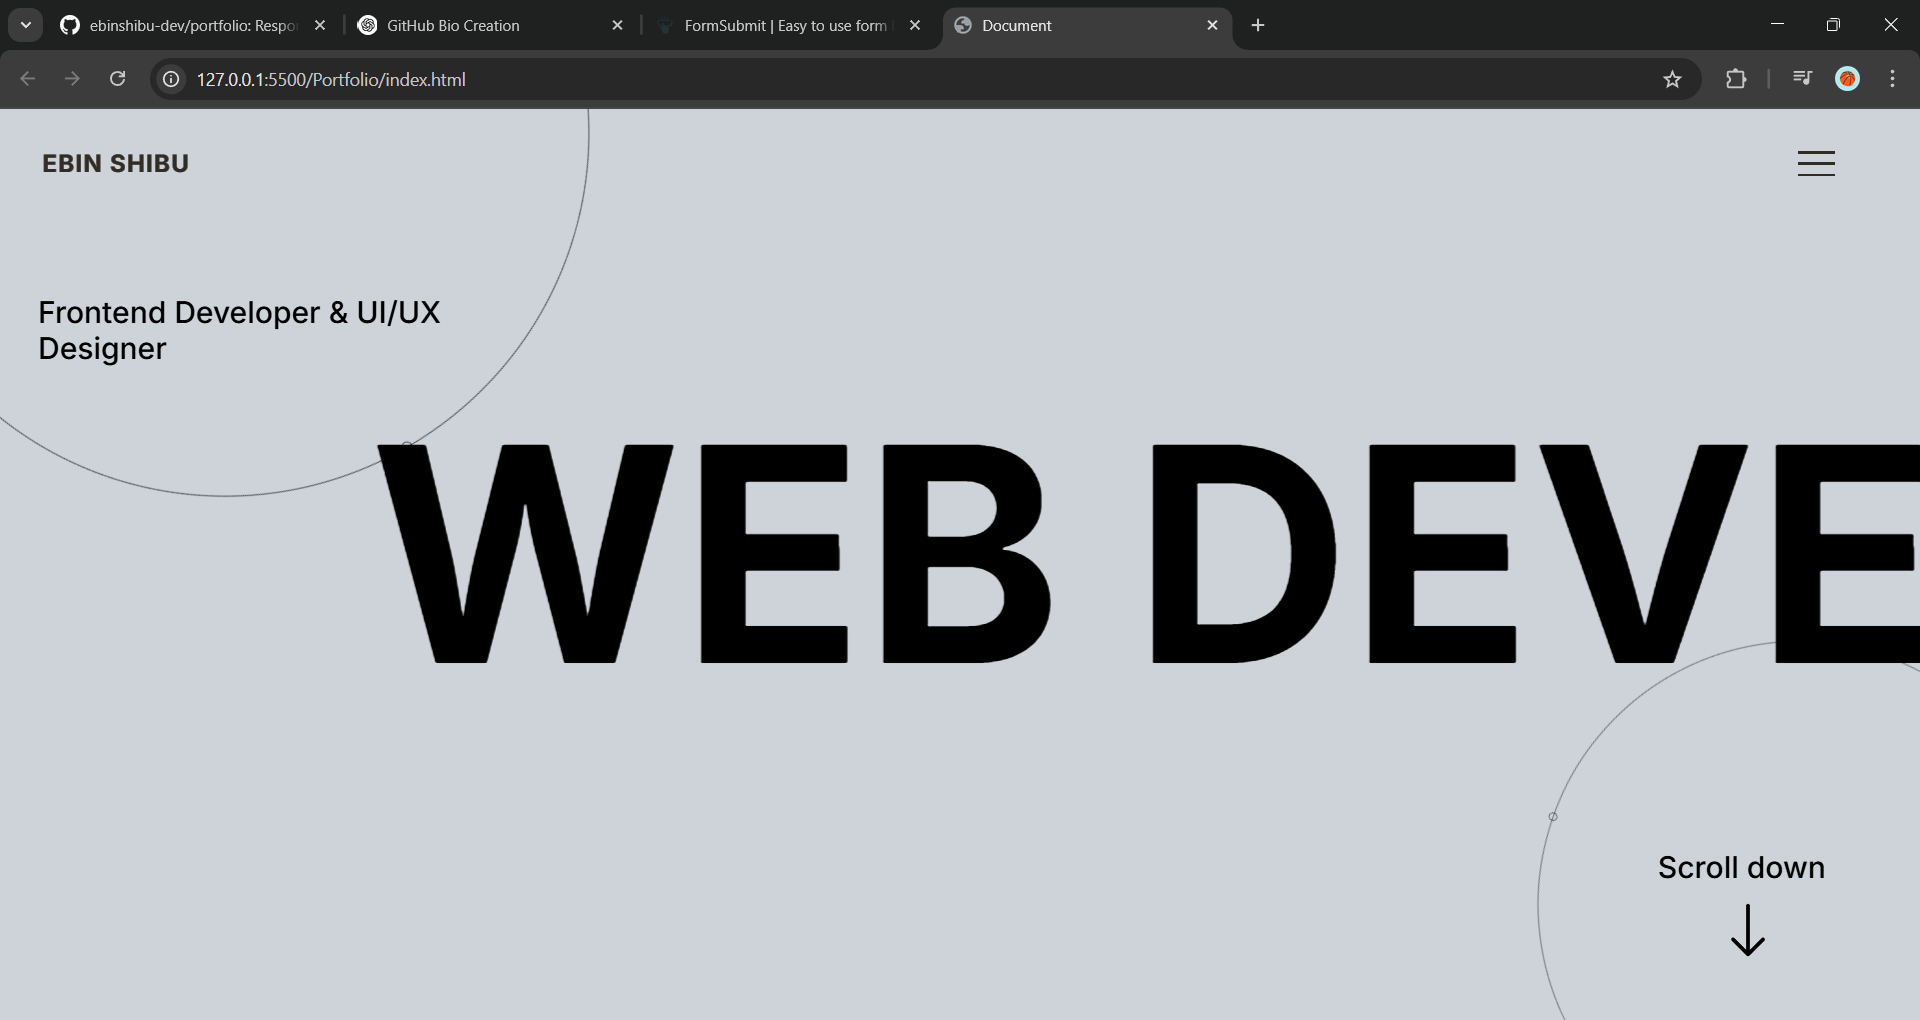 ebinshibu-dev/portfolio: Respo
GitHub Bio Creation
FormSubmit | Easy to use form
Document
127.0.0.1:5500/Portfolio/index.html
EBIN SHIBU
Frontend Developer & UI/UX
Designer
WEB DEVE
Scroll down